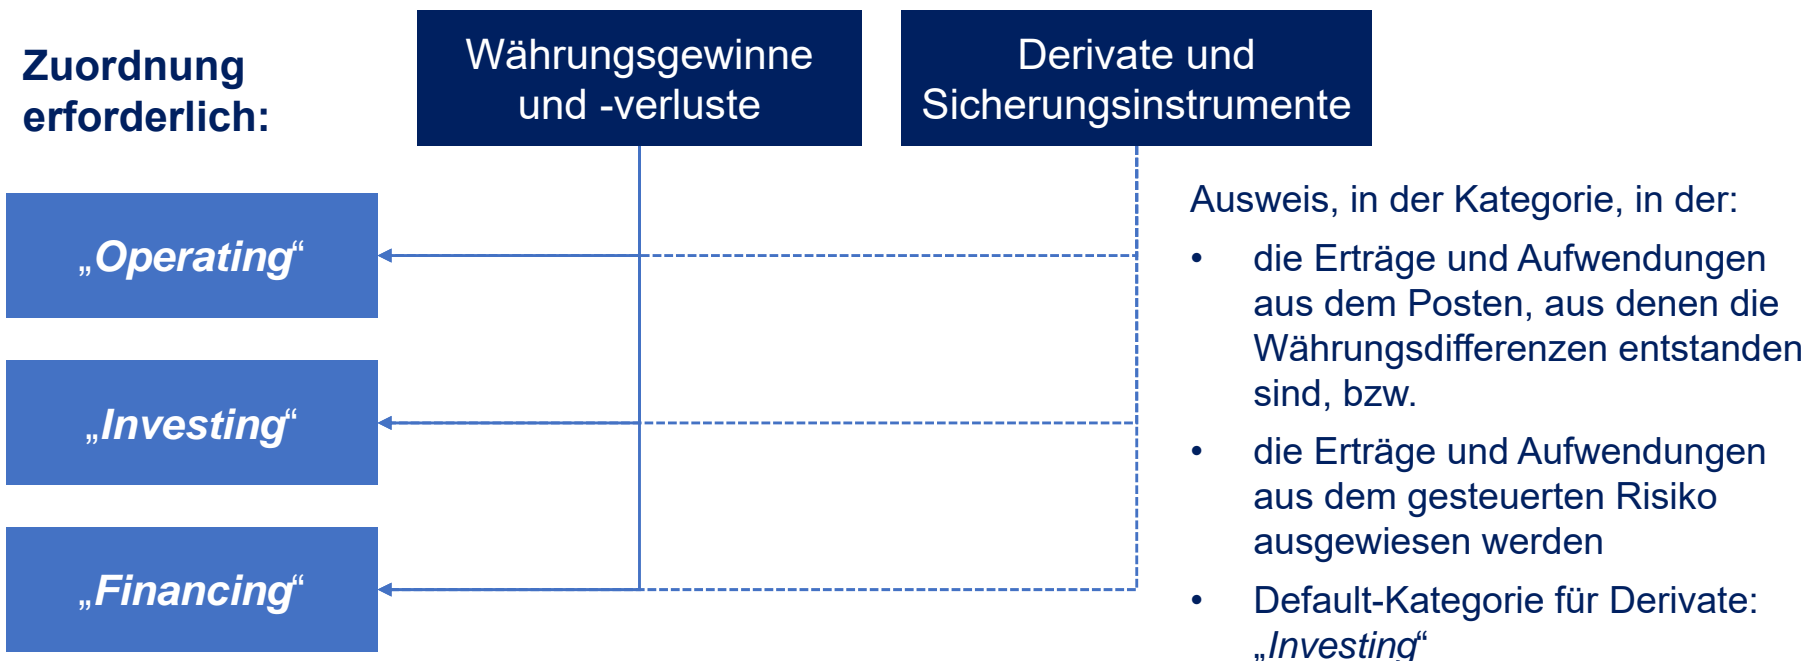 Zuordnung
erforderlich:
Währungsgewinne
und -verluste
Derivate und
Sicherungsinstrumente
„Operating“
„Investing“
„Financing“
Ausweis, in der Kategorie, in der:
• die Erträge und Aufwendungen
aus dem Posten, aus denen die
Währungsdifferenzen entstanden
sind, bzw.
• die Erträge und Aufwendungen
aus dem gesteuerten Risiko
ausgewiesen werden
• Default-Kategorie für Derivate:
„Investing“